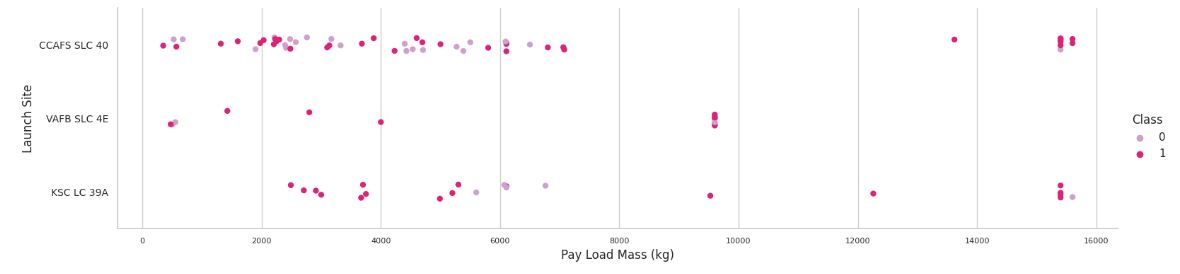 CCAFS SLC 40
VAFB SLC 4E
KSC LC 39A
Launch Site
0 2000 4000 6000 8000 10000 12000 14000 16000
Pay Load Mass (kg)
Class
0
1